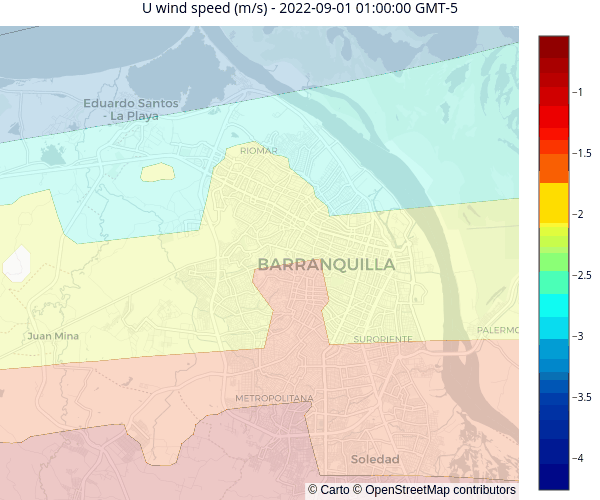 U wind speed (m/s) - 2022-09-01 01:00:00 GMT-5
Eduardo Santos
- La Playa
RIOMAR
BARRANQUILLA
Juan Mina
SURORIENTE
PALERMO
METROPOLITANA
Soledad
© Carto © OpenStreetMap contributors
−1
−1.5
−2
−2.5
−3
−3.5
−4